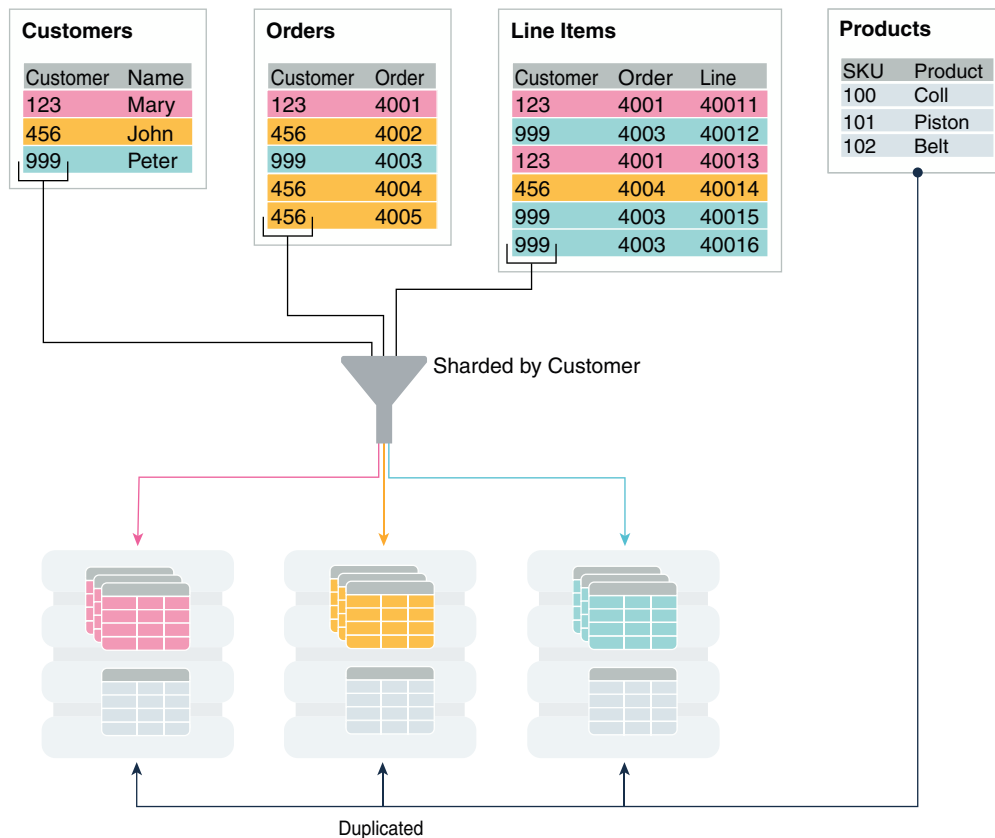 Customers
Customer Name
123 Mary
456 John
999 Peter
Orders
Customer Order
123 4001
456 4002
999 4003
456 4004
456 4005
Line Items
Customer Order Line
123 4001 40011
999 4003 40012
123 4001 40013
456 4004 40014
999 4003 40015
999 4003 40016
Products
SKU Product
100 Coll
101 Piston
102 Belt
Sharded by Customer
Duplicated